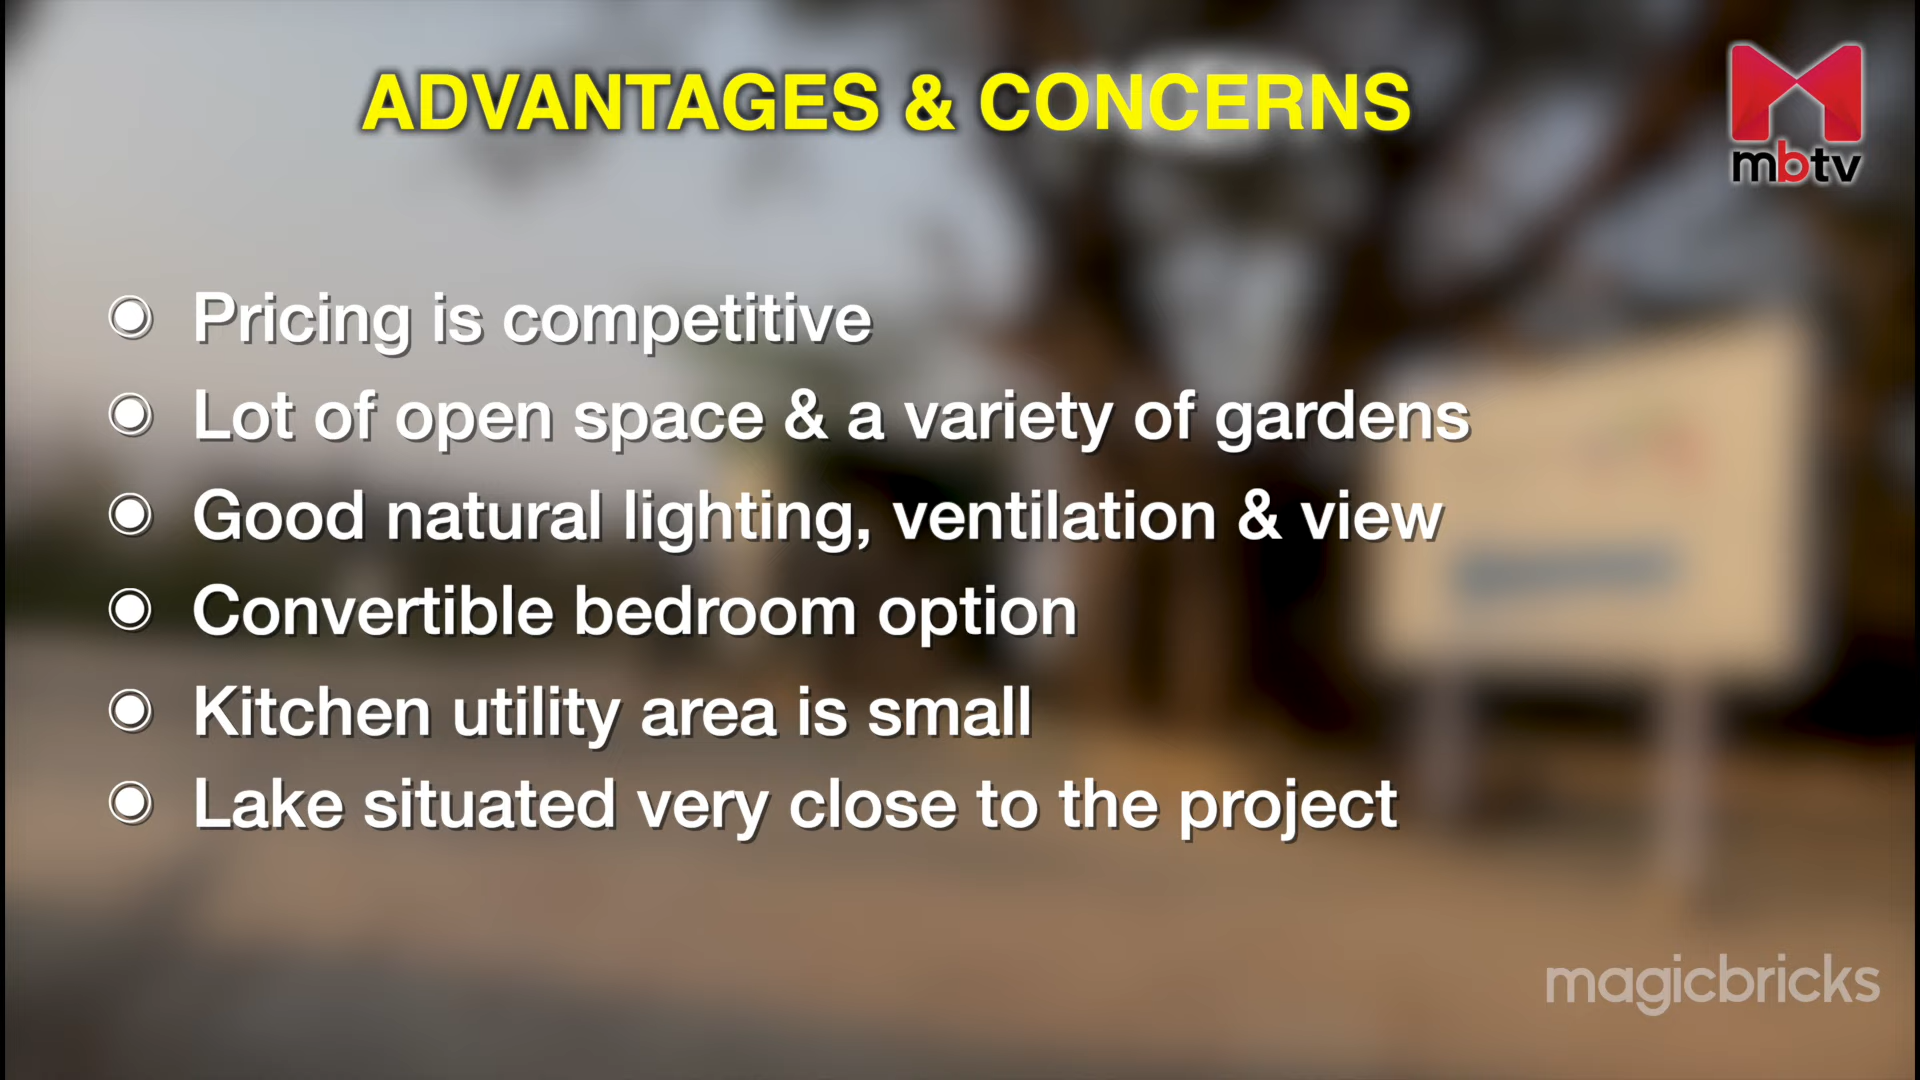 ADVANTAGES & CONCERNS
mbtv
Pricing is competitive
Lot of open space & a variety of gardens
Good natural lighting, ventilation & view
Convertible bedroom option
Kitchen utility area is small
Lake situated very close to the project
magicbricks